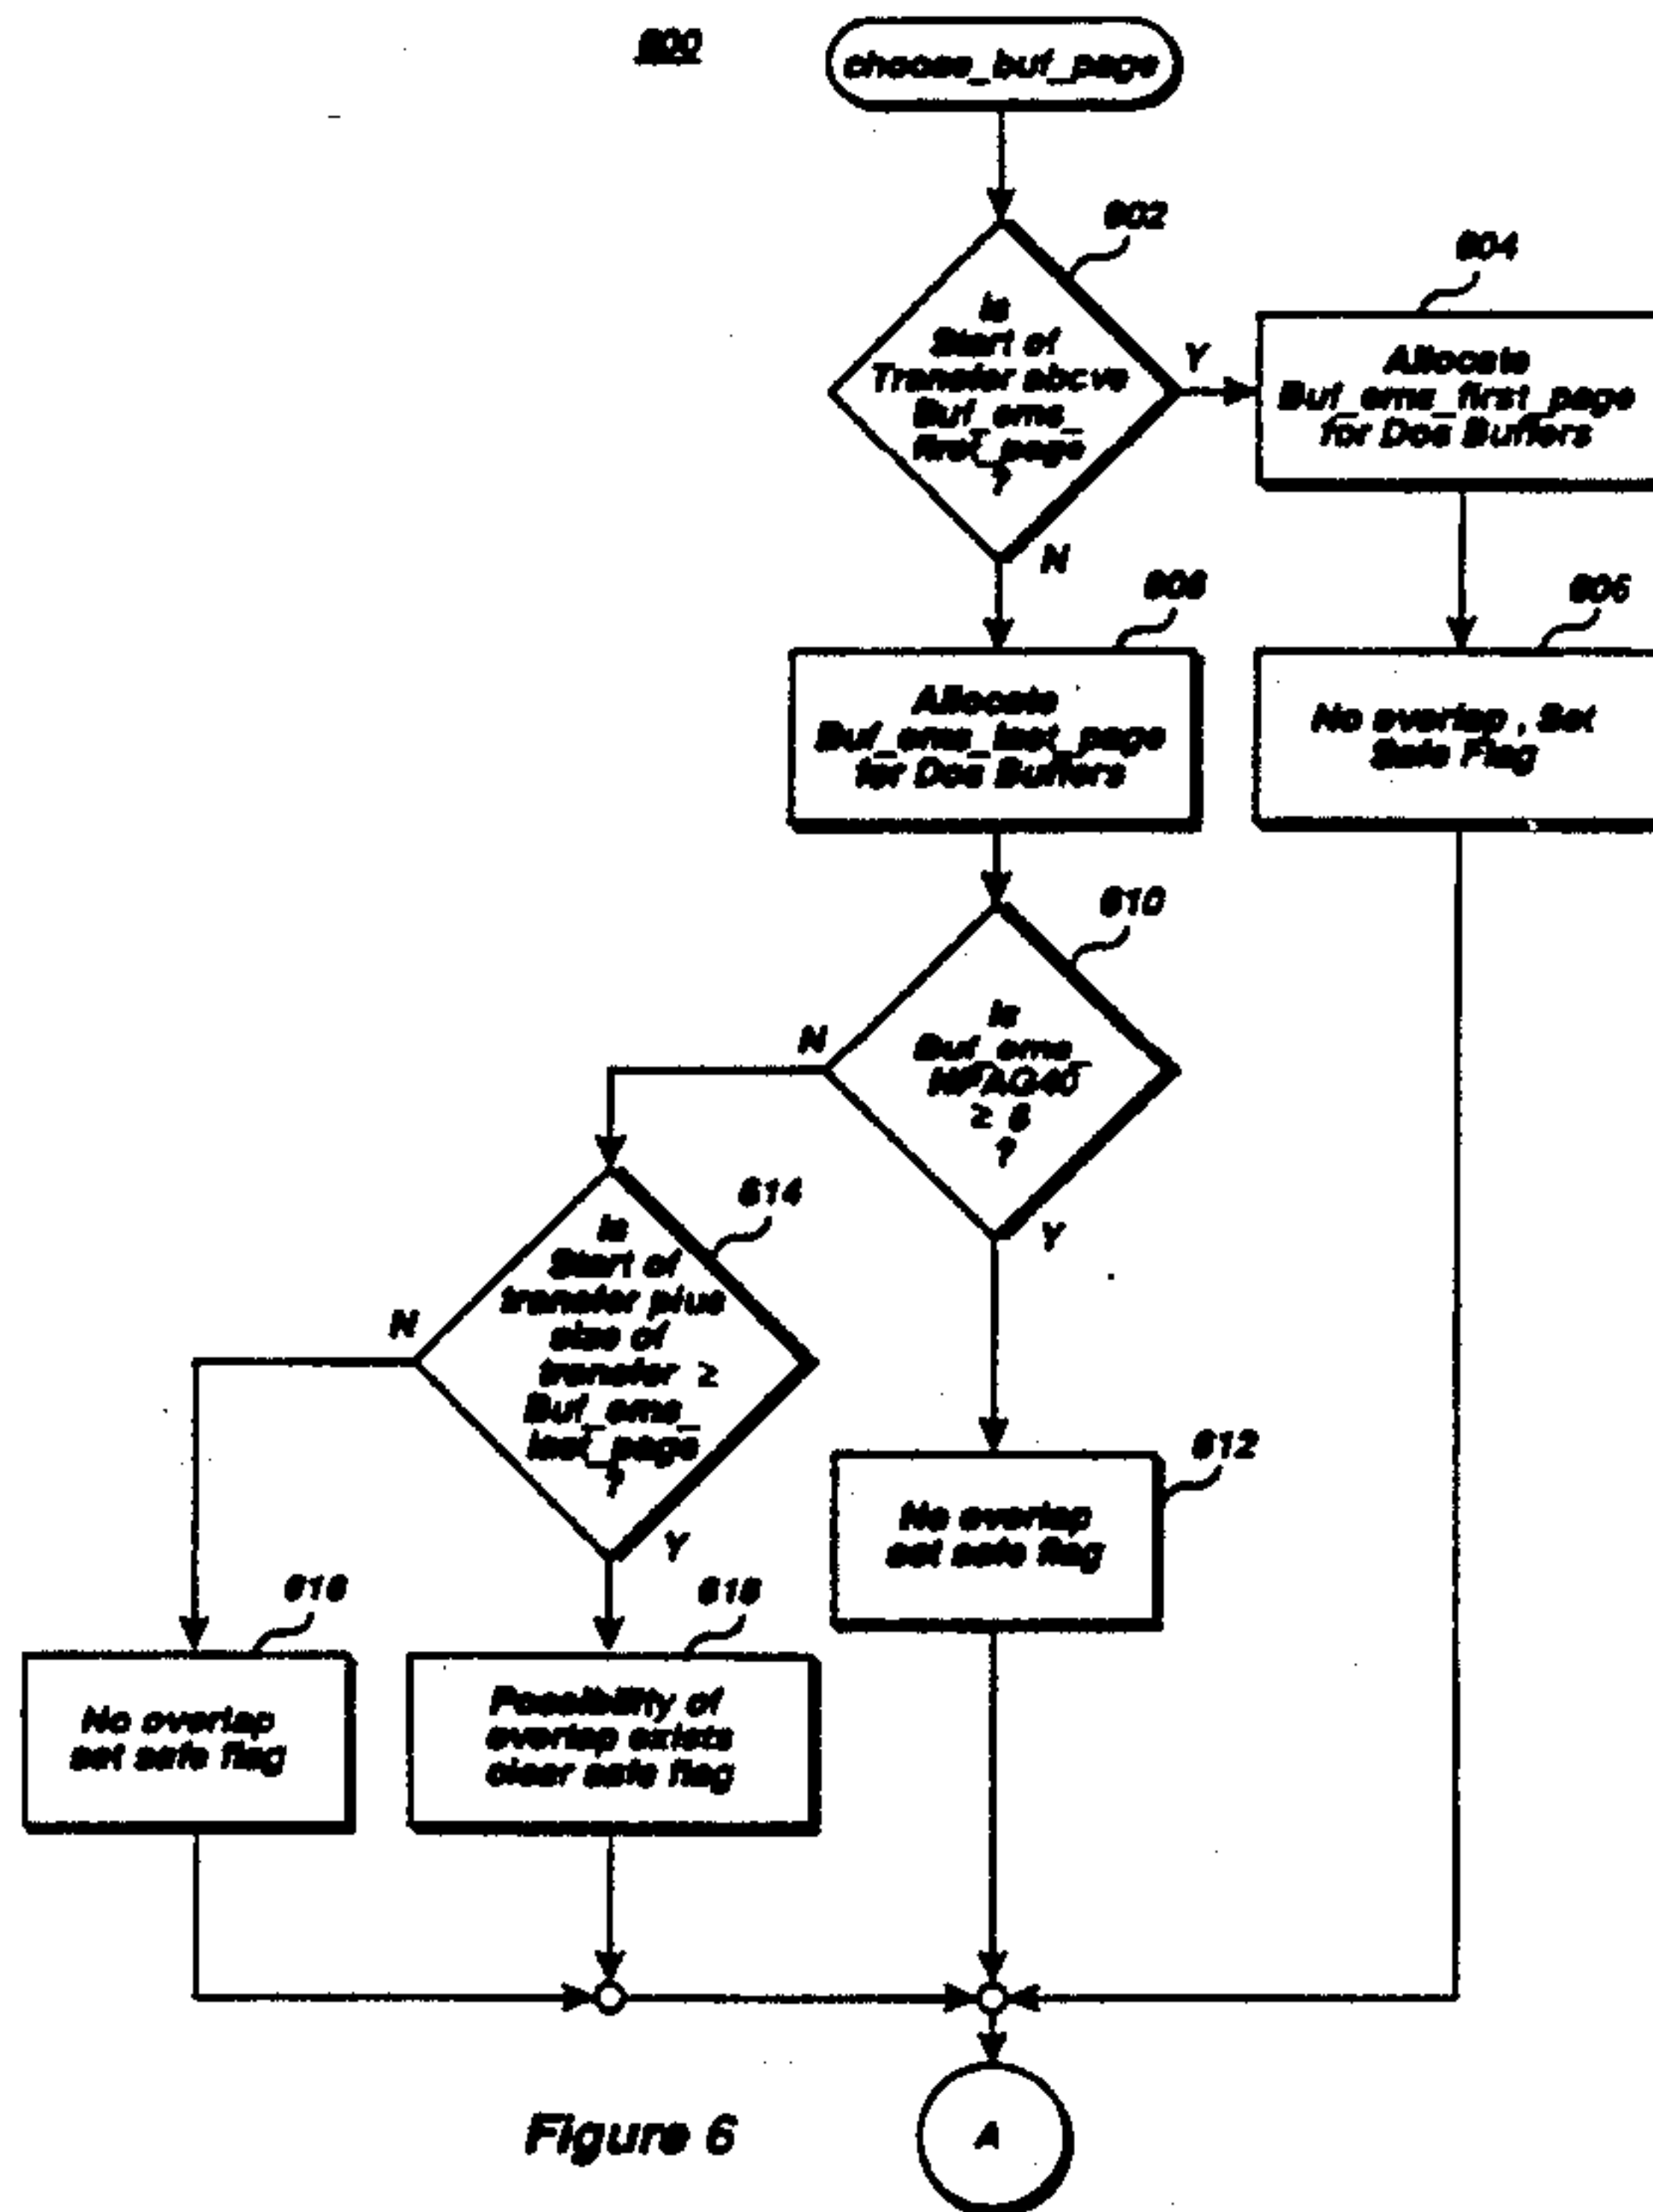 600
choose_buf_page
602
Is
Start of
Transfer above
Buf_ems_
first_page
?
Y
N
604
Allocate
Buf_ems_first_page
for Dos Buffers
606
No overlap, Set
Safe Flag
608
Allocate
Buf_ems_last_page
for Dos Buffers
610
Is
Buf_ems_
≥ 6
?
N
Y
614
Is
Start of
transfer plus
size of
transfer ≥
Buf_ems_
last_page
?
N
Y
612
No overlap
set safe flag
616
No overlap
set safe flag
618
Possibility of
overlap exists
clear safe flag
A
Figure 6